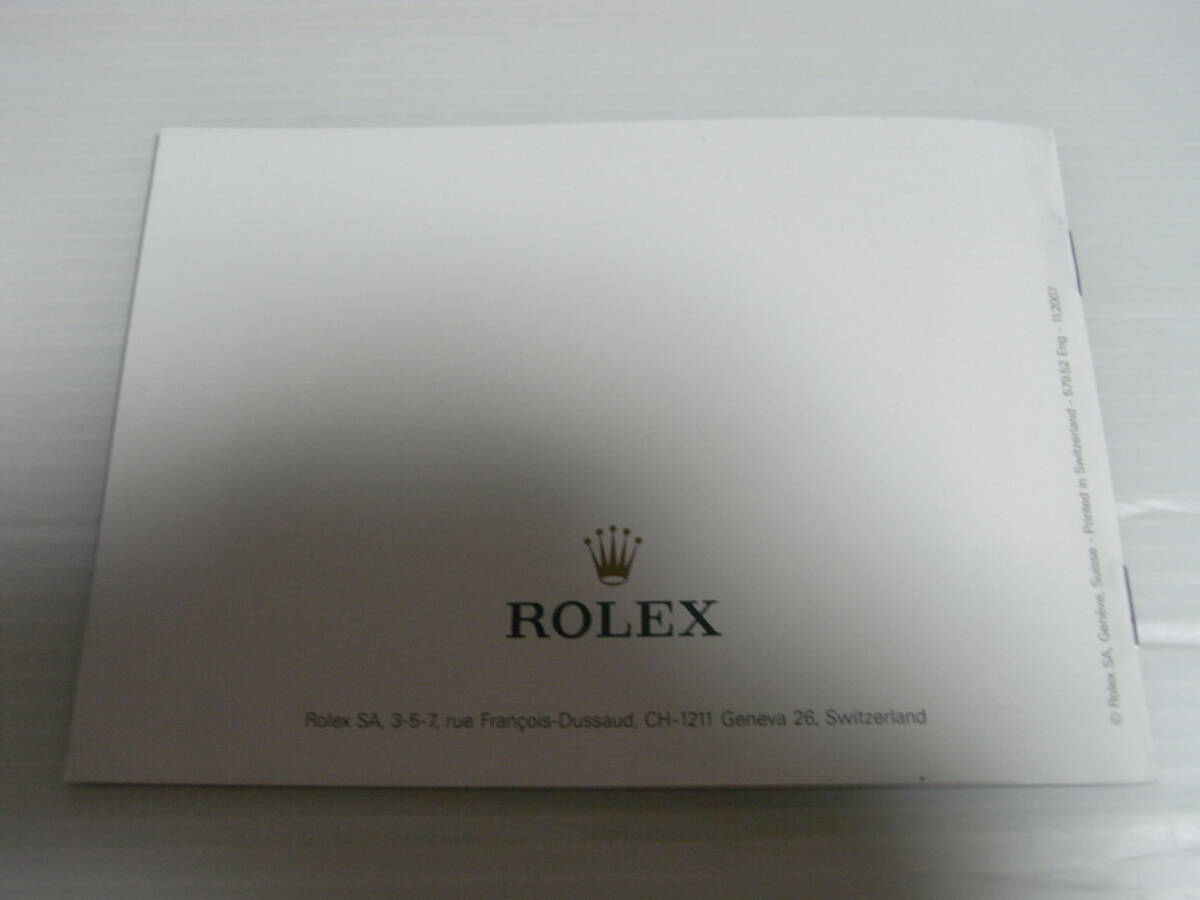 ROLEX
Rolex SA, 3-5-7, rue François-Dussaud, CH-1211 Geneva 26, Switzerland
© Rolex SA, Genève, Suisse - Printed in Switzerland - 579.52 Eng - 11.2007